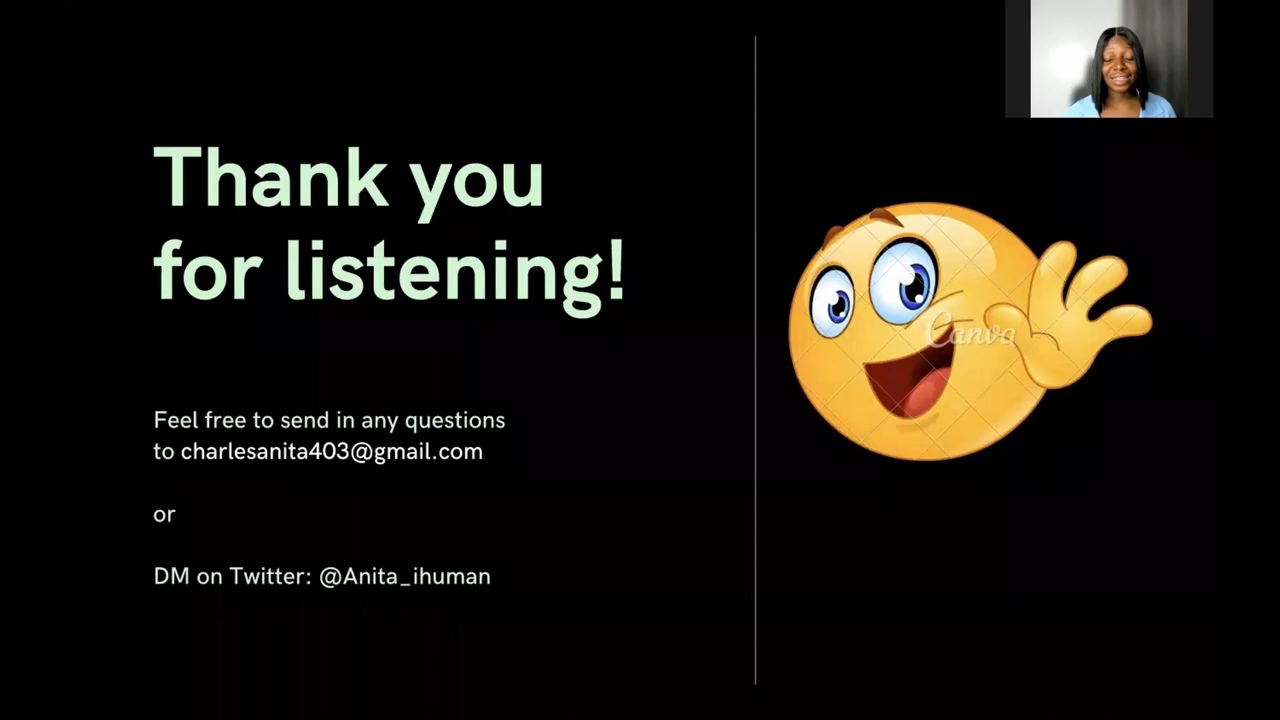 Thank you
for listening!
Feel free to send in any questions
to charlesanita403@gmail.com
or
DM on Twitter: @Anita_ihuman
Canva